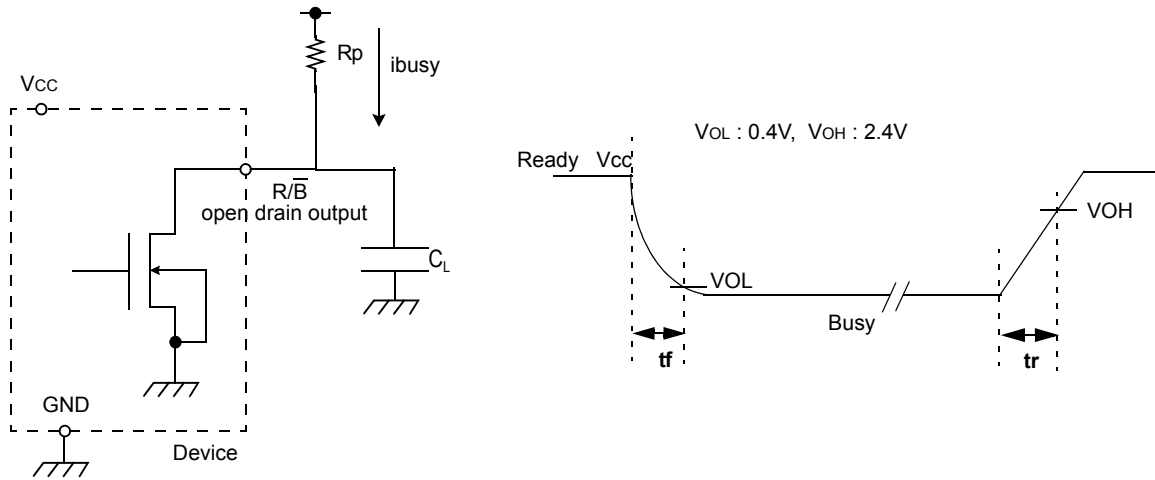 Rp
ibusy
VCC
R/B̅
open drain output
CL
GND
Device
VOL : 0.4V, VOH : 2.4V
Ready Vcc
VOH
VOL
Busy
tf
tr